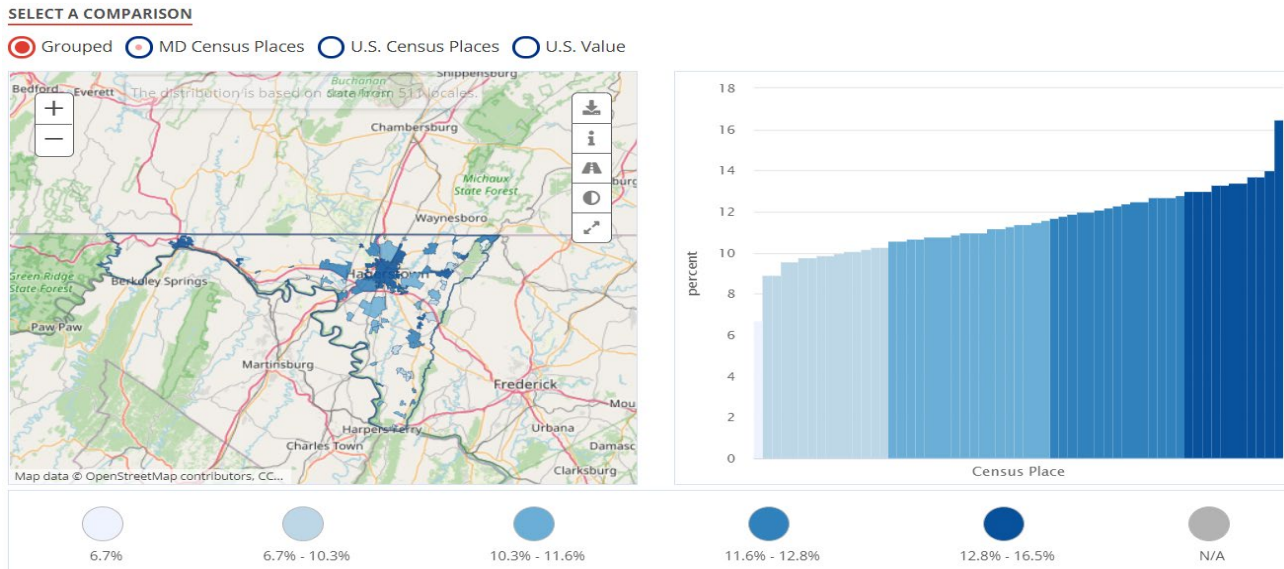 SELECT A COMPARISON
Grouped MD Census Places U.S. Census Places U.S. Value
Shippensburg
Bedford Everett
Buchanan
State Forest
The distribution is based on data from 511 locales.
+
−
i
Chambersburg
Michaux
State Forest
burg
Waynesboro
Hagerstown
Green Ridge
State Forest
Berkeley Springs
Paw Paw
Martinsburg
Frederick
Mou
Harpers Ferry
Urbana
Charles Town
Damasc
Clarksburg
Map data © OpenStreetMap contributors, CC...
18
16
14
12
10
8
6
4
2
0
percent
Census Place
6.7%
6.7% - 10.3%
10.3% - 11.6%
11.6% - 12.8%
12.8% - 16.5%
N/A